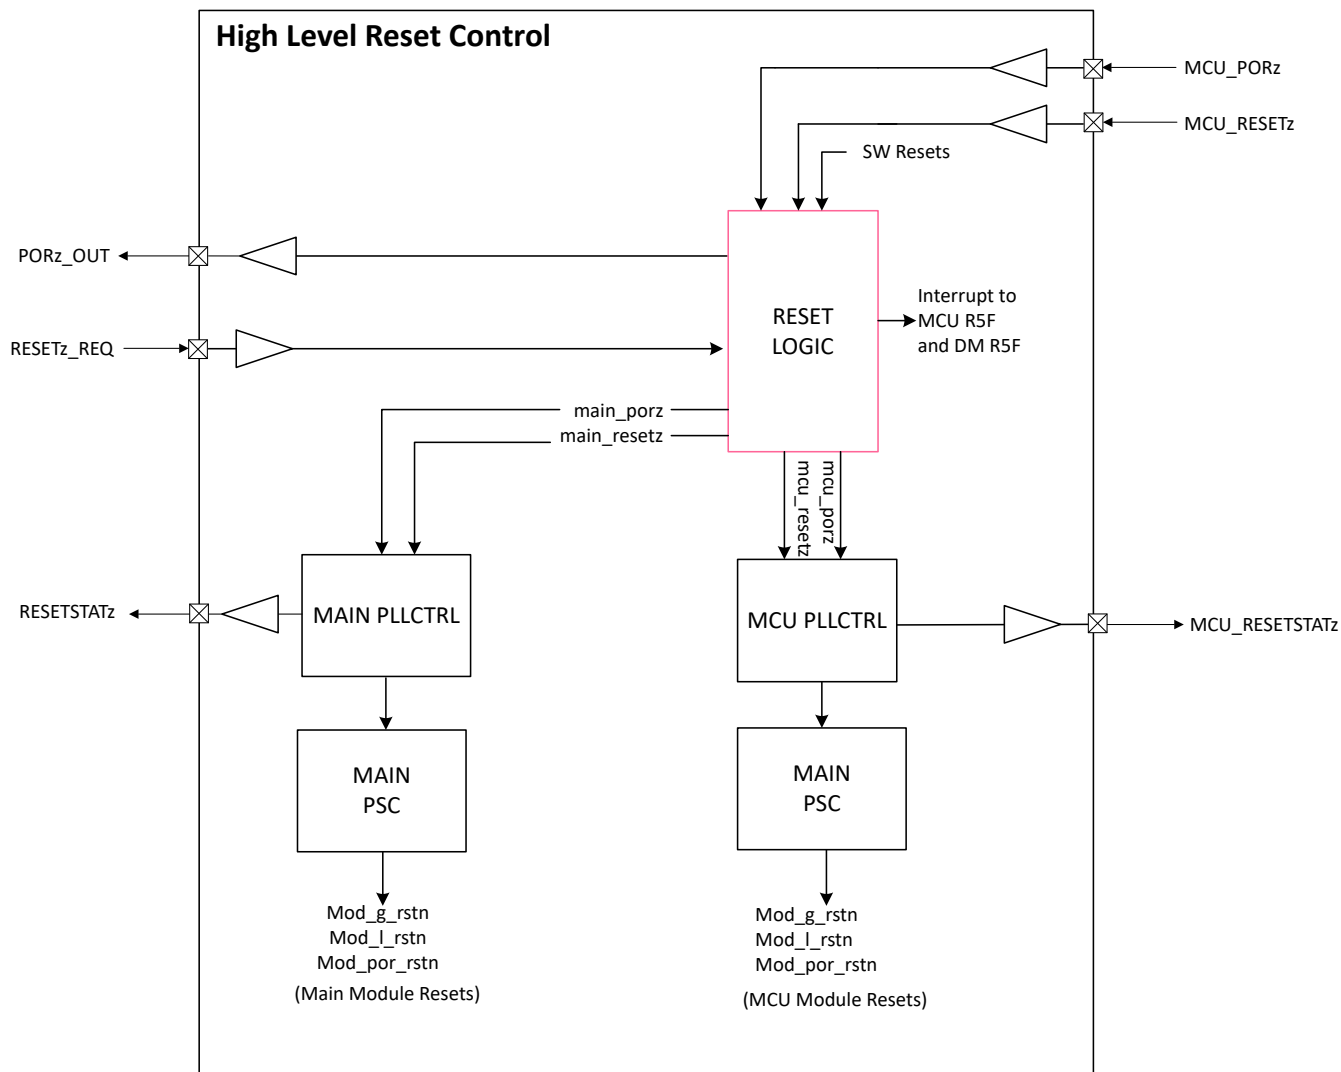 High Level Reset Control
MCU_PORz
MCU_RESETz
SW Resets
PORz_OUT
RESETz_REQ
RESET
LOGIC
Interrupt to
MCU R5F
and DM R5F
main_porz
main_resetz
mcu_resetz
mcu_porz
RESETSTATz
MAIN PLLCTRL
MCU PLLCTRL
MCU_RESETSTATz
MAIN
PSC
MAIN
PSC
Mod_g_rstn
Mod_l_rstn
Mod_por_rstn
(Main Module Resets)
Mod_g_rstn
Mod_l_rstn
Mod_por_rstn
(MCU Module Resets)